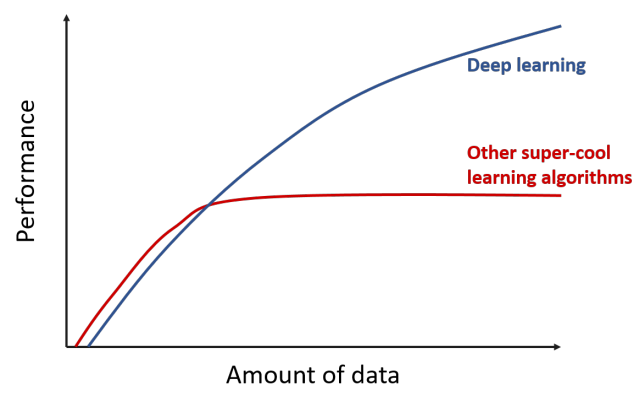 Deep learning
Other super-cool
learning algorithms
Performance
Amount of data